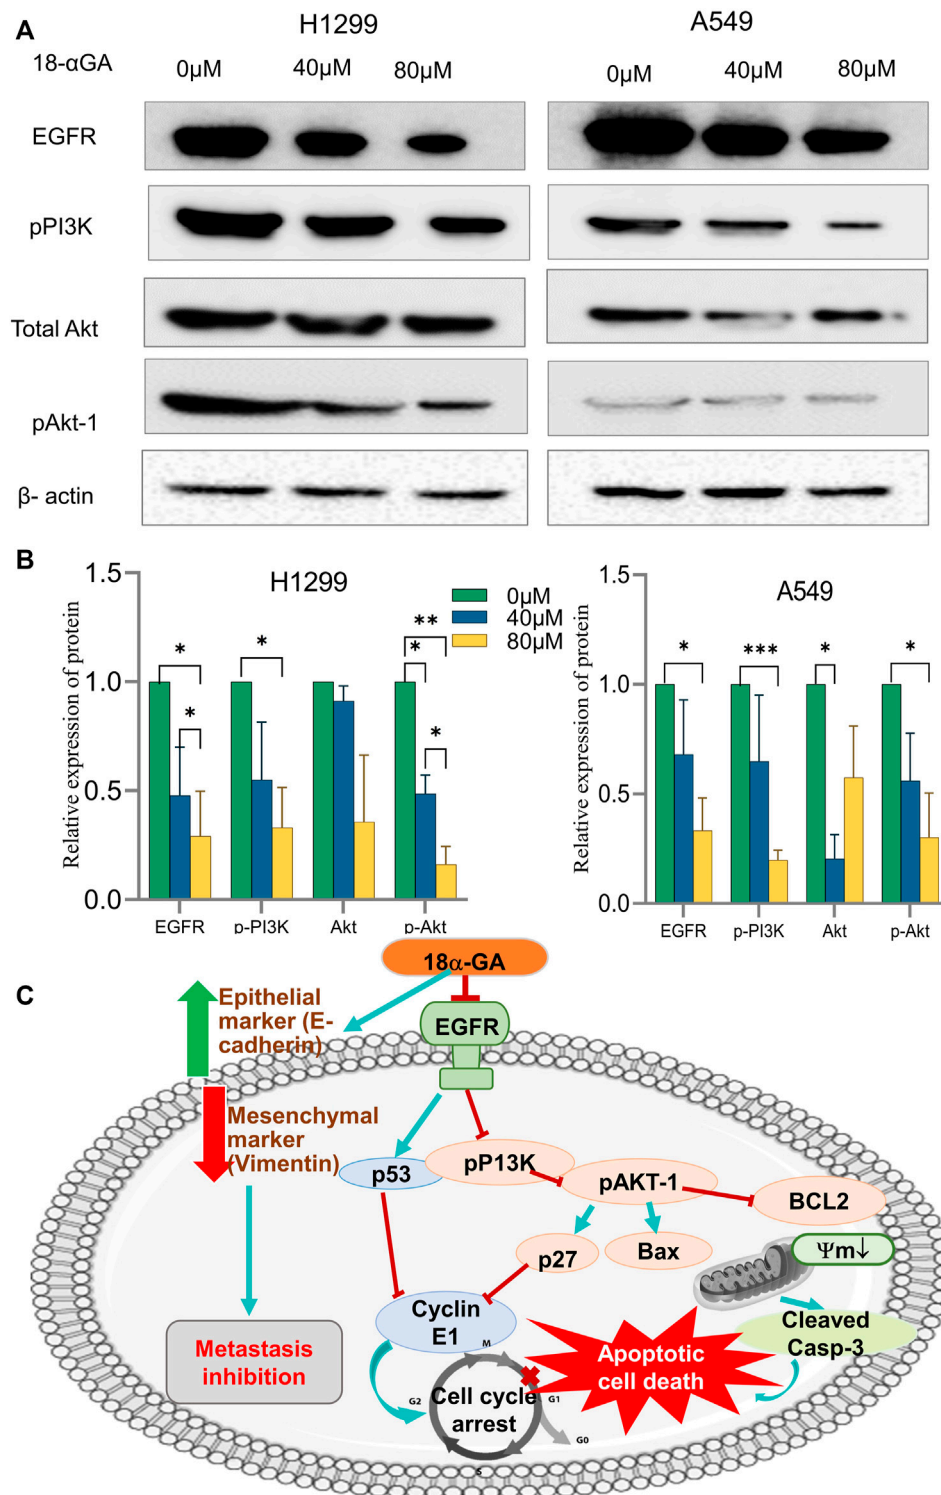 A
H1299
A549
18-αGA
0µM
40µM
80µM
0µM
40µM
80µM
EGFR
pPI3K
Total Akt
pAkt-1
β- actin
B
H1299
0µM
40µM
80µM
Relative expression of protein
1.5
1.0
0.5
0.0
*
*
*
**
*
*
EGFR
p-PI3K
Akt
p-Akt
A549
Relative expression of protein
1.5
1.0
0.5
0.0
*
***
*
*
EGFR
p-PI3K
Akt
p-Akt
C
18α-GA
EGFR
Epithelial
marker (E-
cadherin)
Mesenchymal
marker
(Vimentin)
p53
pP13K
pAKT-1
BCL2
p27
Bax
Ψm↓
Cyclin
E1
Cleaved
Casp-3
Metastasis
inhibition
Apoptotic
cell death
M
G2
Cell cycle
arrest
G1
G0
S